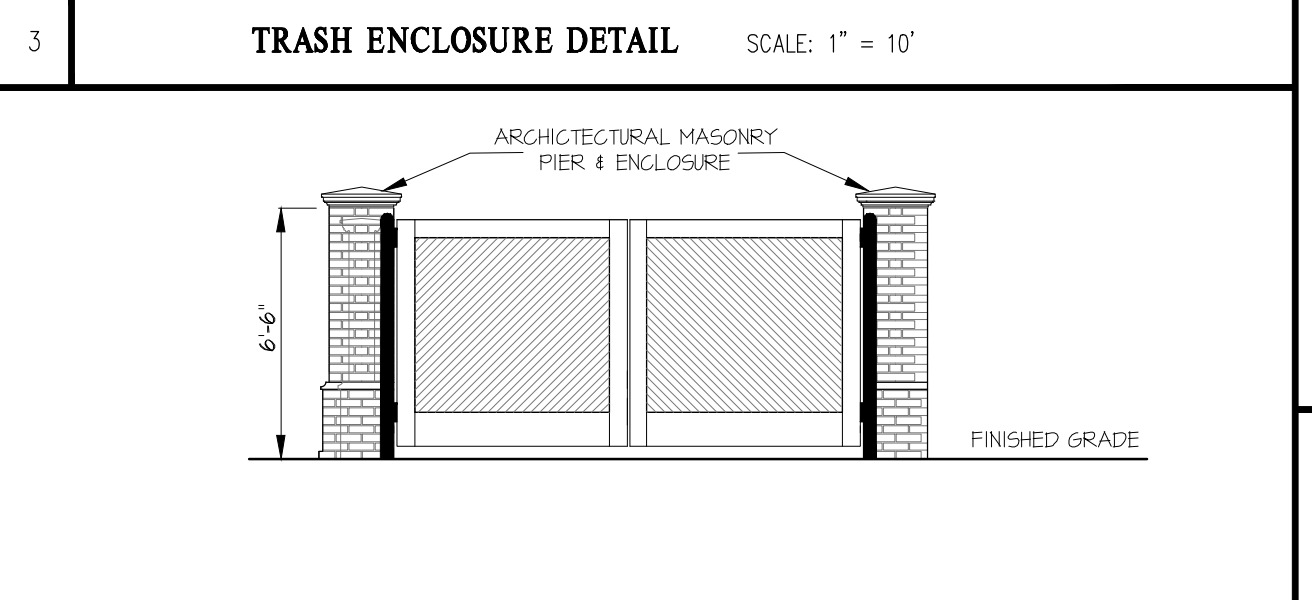 3
TRASH ENCLOSURE DETAIL
SCALE: 1" = 10'
ARCHICTECTURAL MASONRY
PIER & ENCLOSURE
6'-6"
FINISHED GRADE